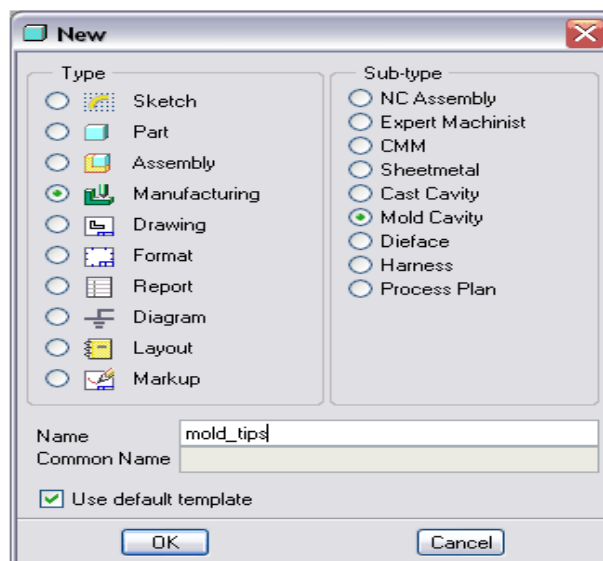 New
Type
Sketch
Part
Assembly
Manufacturing
Drawing
Format
Report
Diagram
Layout
Markup
Sub-type
NC Assembly
Expert Machinist
CMM
Sheetmetal
Cast Cavity
Mold Cavity
Dieface
Harness
Process Plan
Name mold_tips
Common Name
Use default template
OK Cancel